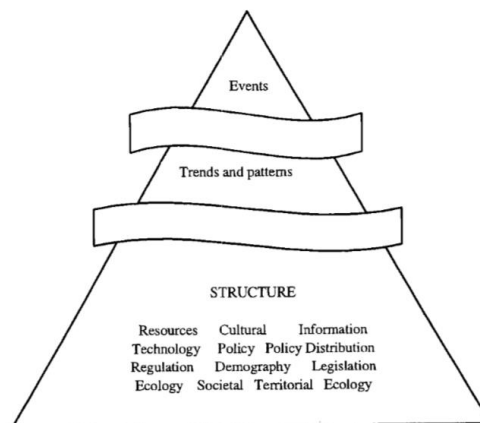 Events
Trends and patterns
STRUCTURE
Resources Cultural Information
Technology Policy Policy Distribution
Regulation Demography Legislation
Ecology Societal Territorial Ecology